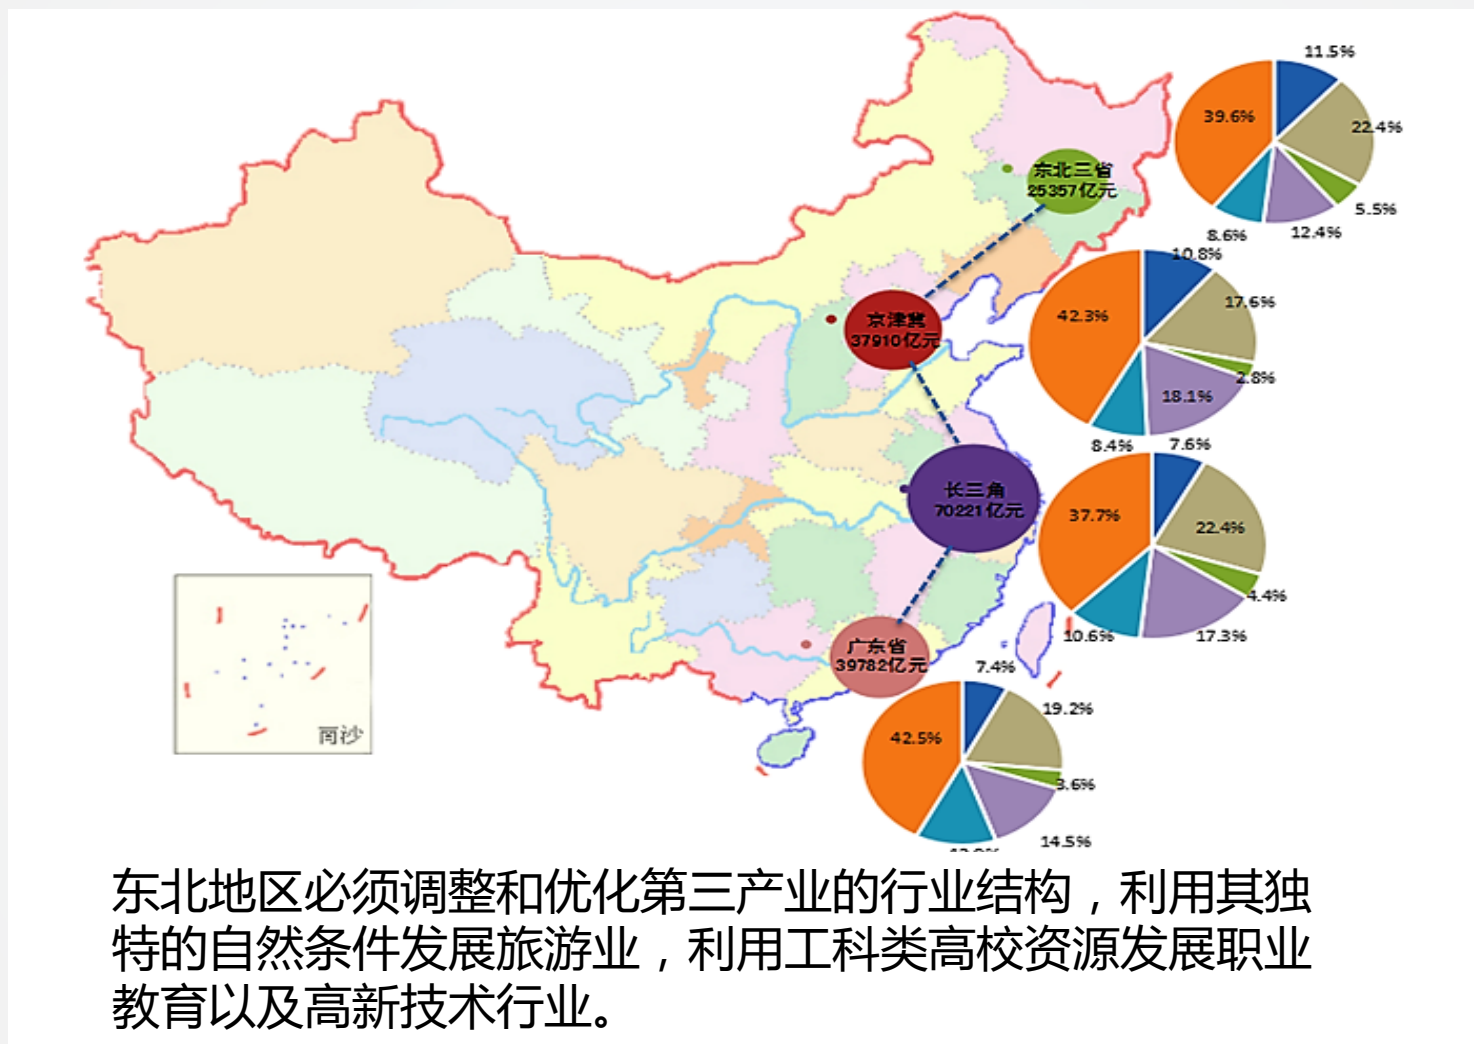 11.5%
39.6%
22.4%
5.5%
12.4%
8.6%
东北三省
25357亿元
10.8%
17.6%
42.3%
2.8%
18.1%
8.4%
京津冀
37910亿元
7.6%
37.7%
22.4%
4.4%
17.3%
10.6%
长三角
70221亿元
广东省
39782亿元
7.4%
19.2%
42.5%
3.6%
14.5%
南沙
东北地区必须调整和优化第三产业的行业结构，利用其独
特的自然条件发展旅游业，利用工科类高校资源发展职业
教育以及高新技术行业。